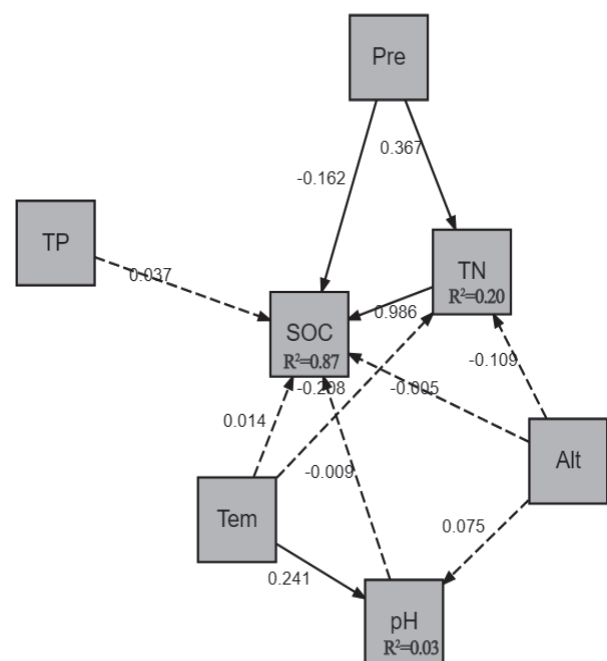 Pre
0.367
-0.162
TP
0.037
TN
R²=0.20
0.986
SOC
R²=0.87
-0.208
-0.005
-0.109
0.014
-0.009
Alt
Tem
0.075
0.241
pH
R²=0.03